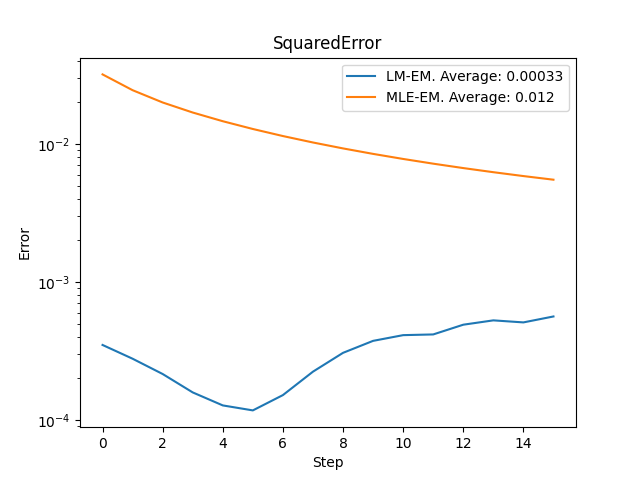 SquaredError
LM-EM. Average: 0.00033
MLE-EM. Average: 0.012
Error
10⁻²
10⁻³
10⁻⁴
0 2 4 6 8 10 12 14
Step